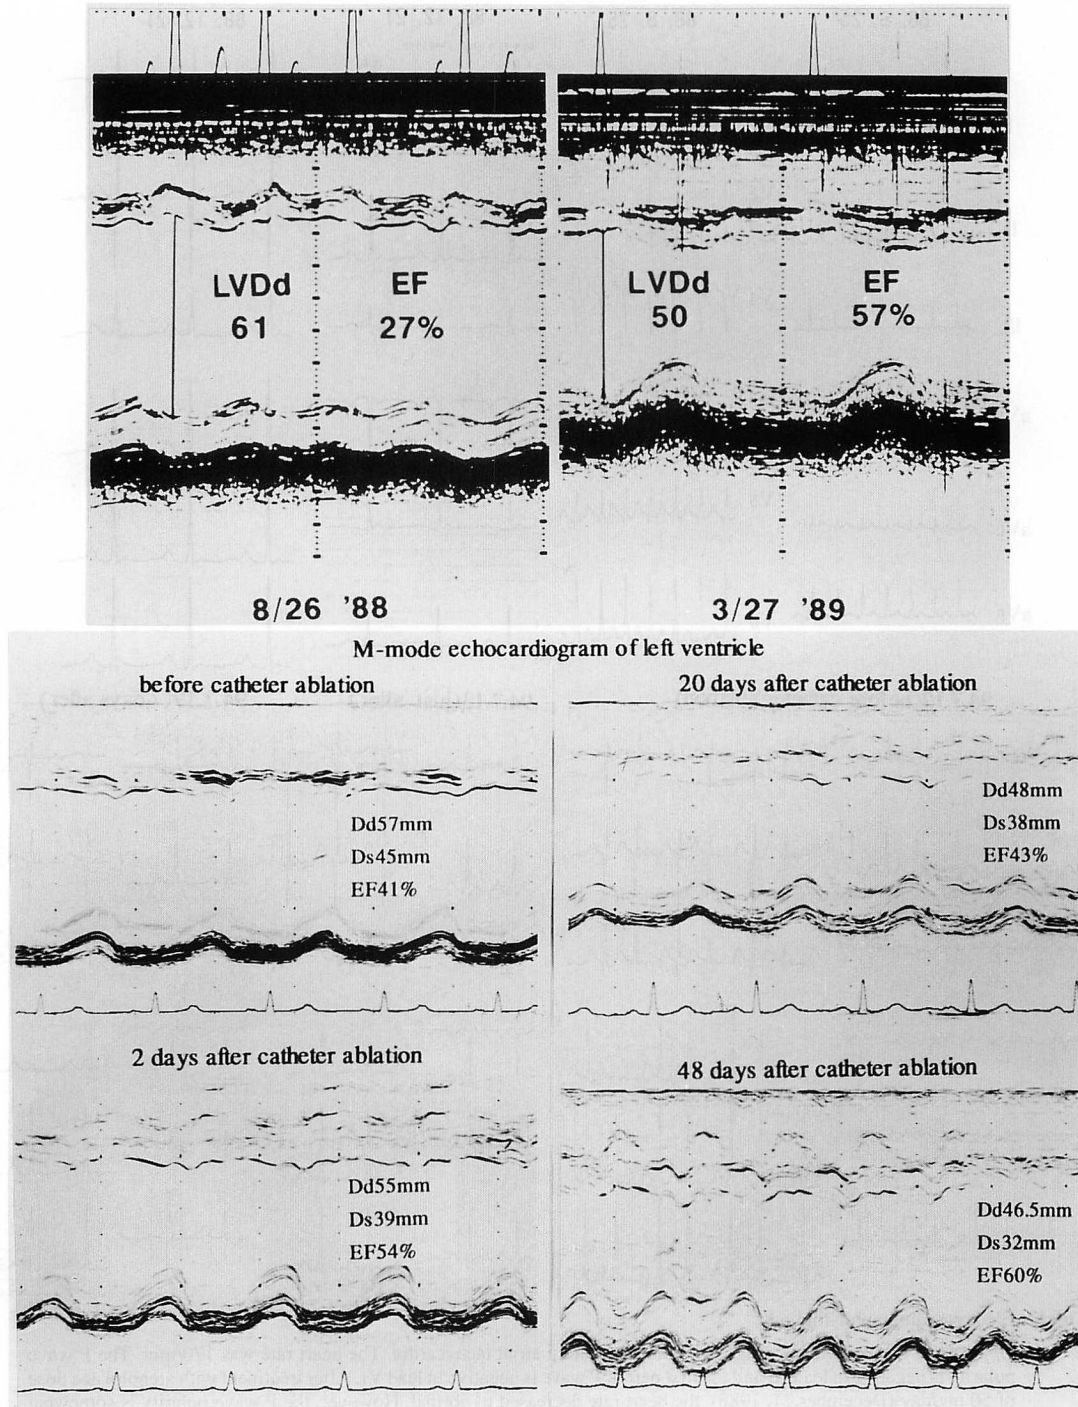 LVDd EF
61 27%
LVDd EF
50 57%
8/26 '88
3/27 '89
M-mode echocardiogram of left ventricle
before catheter ablation
Dd57mm
Ds45mm
EF41%
20 days after catheter ablation
Dd48mm
Ds38mm
EF43%
2 days after catheter ablation
Dd55mm
Ds39mm
EF54%
48 days after catheter ablation
Dd46.5mm
Ds32mm
EF60%